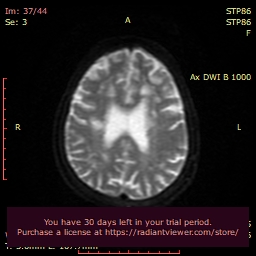 Im: 37/44
Se: 3
A
STP86
STP86
F
Ax DWI B 1000
R
L
You have 30 days left in your trial period.
Purchase a license at https://radiantviewer.com/store/